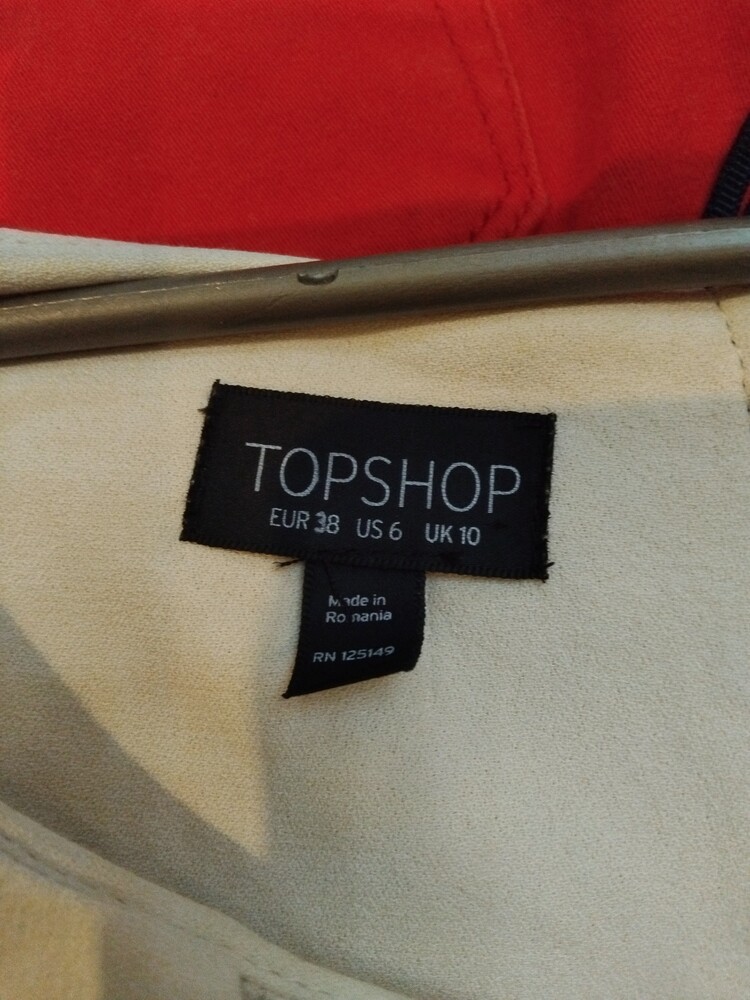 TOPSHOP
EUR 38 US 6 UK 10
Made in
Romania
RN 125149